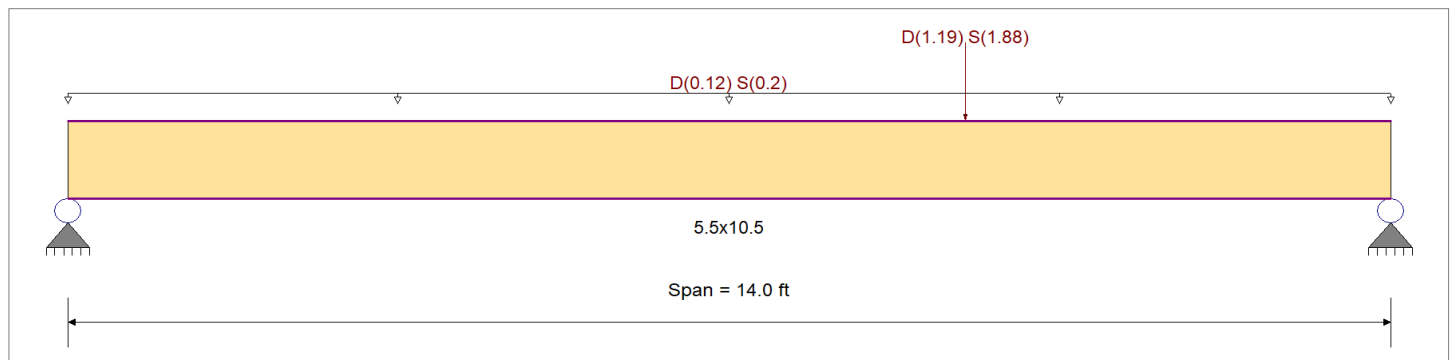 D(1.19) S(1.88)
D(0.12) S(0.2)
5.5x10.5
Span = 14.0 ft